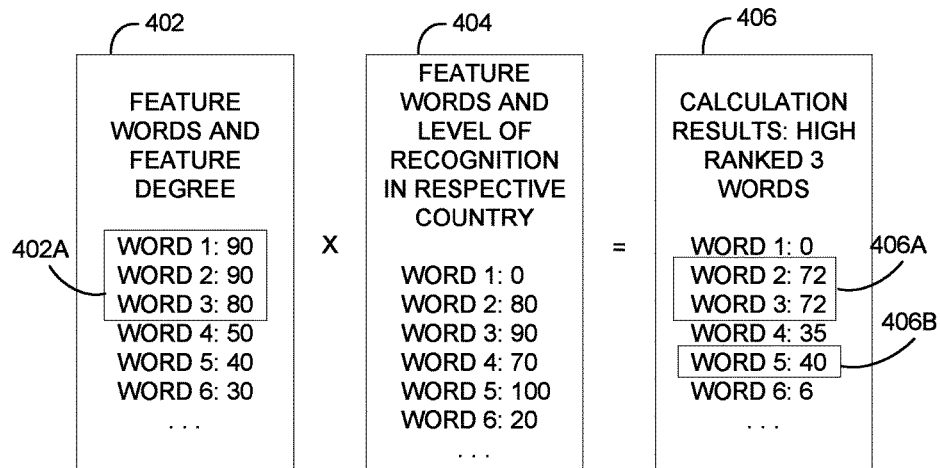 402
FEATURE
WORDS AND
FEATURE
DEGREE
402A
WORD 1: 90
WORD 2: 90
WORD 3: 80
WORD 4: 50
WORD 5: 40
WORD 6: 30
. . .
X
404
FEATURE
WORDS AND
LEVEL OF
RECOGNITION
IN RESPECTIVE
COUNTRY
WORD 1: 0
WORD 2: 80
WORD 3: 90
WORD 4: 70
WORD 5: 100
WORD 6: 20
. . .
=
406
CALCULATION
RESULTS: HIGH
RANKED 3
WORDS
WORD 1: 0
WORD 2: 72
WORD 3: 72
WORD 4: 35
WORD 5: 40
WORD 6: 6
. . .
406A
406B